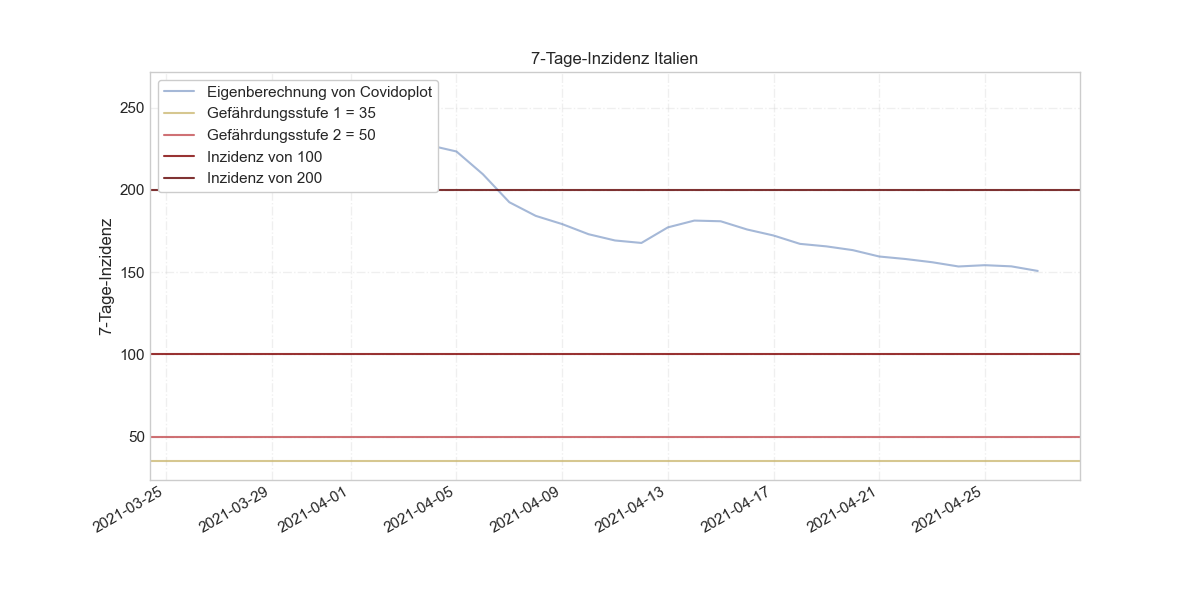 7-Tage-Inzidenz Italien
Eigenberechnung von Covidoplot
Gefährdungsstufe 1 = 35
Gefährdungsstufe 2 = 50
Inzidenz von 100
Inzidenz von 200
7-Tage-Inzidenz
250
200
150
100
50
2021-03-25
2021-03-29
2021-04-01
2021-04-05
2021-04-09
2021-04-13
2021-04-17
2021-04-21
2021-04-25